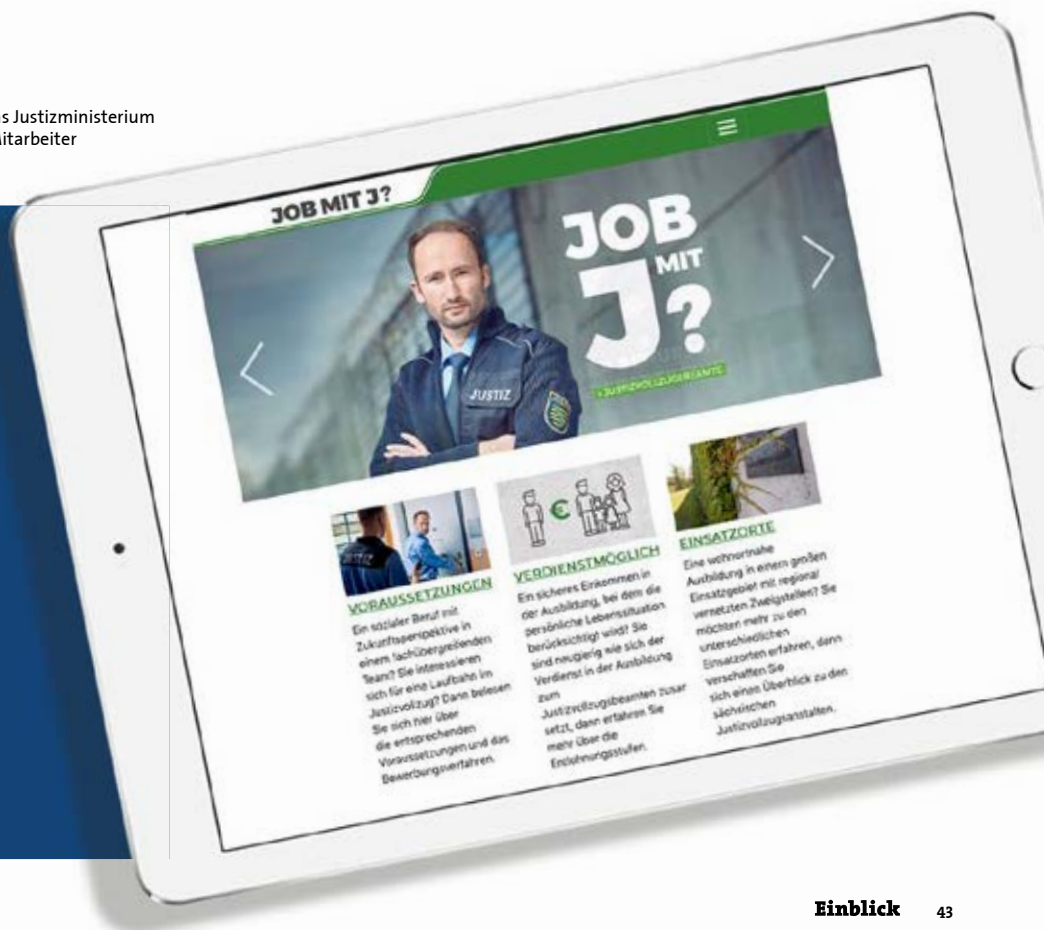 s Justizministerium
Mitarbeiter
JOB MIT J?
JOB
MIT
J?
JUSTIZ
JUSTIZ
VORAUSSETZUNGEN
Ein sozialer Beruf mit
Zukunftsperspektive in
einem fachübergreifenden
Team? Sie interessieren
sich für eine Laufbahn im
Justizvollzug? Dann belesen
Sie sich hier über
die entsprechenden
Voraussetzungen und das
Bewerbungsverfahren.
€
VERDIENSTMÖGLICH
Ein sicheres Einkommen in
der Ausbildung, bei dem die
persönliche Lebenssituation
berücksichtigt wird? Sie
sind neugierig wie sich der
Verdienst in der Ausbildung
zum
Justizvollzugsbeamten zusar
setzt, dann erfahren Sie
mehr über die
Entlohnungsstufen.
EINSATZORTE
Eine wohnortnahe
Ausbildung in einem großen
Einsatzgebiet mit regional
vernetzten Zweigstellen? Sie
möchten mehr zu den
unterschiedlichen
Einsatzorten erfahren, dann
verschaffen Sie
sich einen Überblick zu den
sächsischen
Justizvollzugsanstalten.
Einblick 43